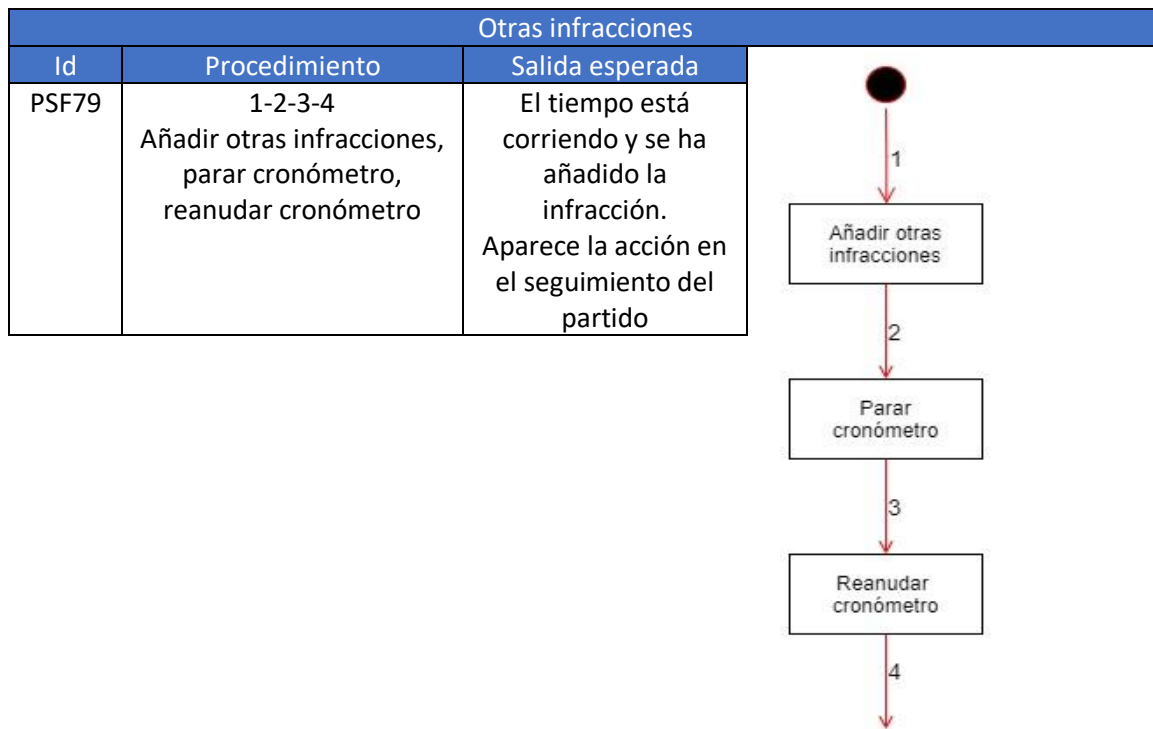 Otras infracciones
Id
Procedimiento
Salida esperada
PSF79
1-2-3-4
Añadir otras infracciones,
parar cronómetro,
reanudar cronómetro
El tiempo está
corriendo y se ha
añadido la
infracción.
Aparece la acción en
el seguimiento del
partido
1
Añadir otras
infracciones
2
Parar
cronómetro
3
Reanudar
cronómetro
4